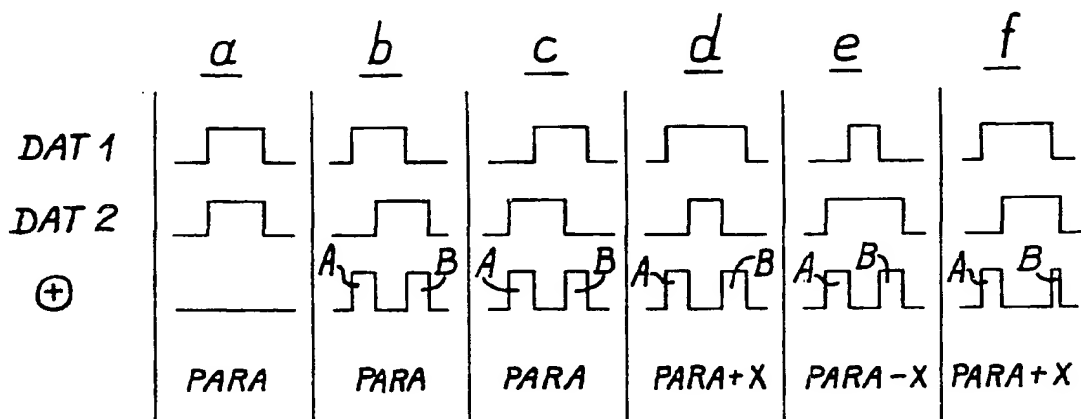 a b c d e f
DAT 1
DAT 2
A B A B A B A B A B
⊕
PARA PARA PARA PARA+X PARA-X PARA+X